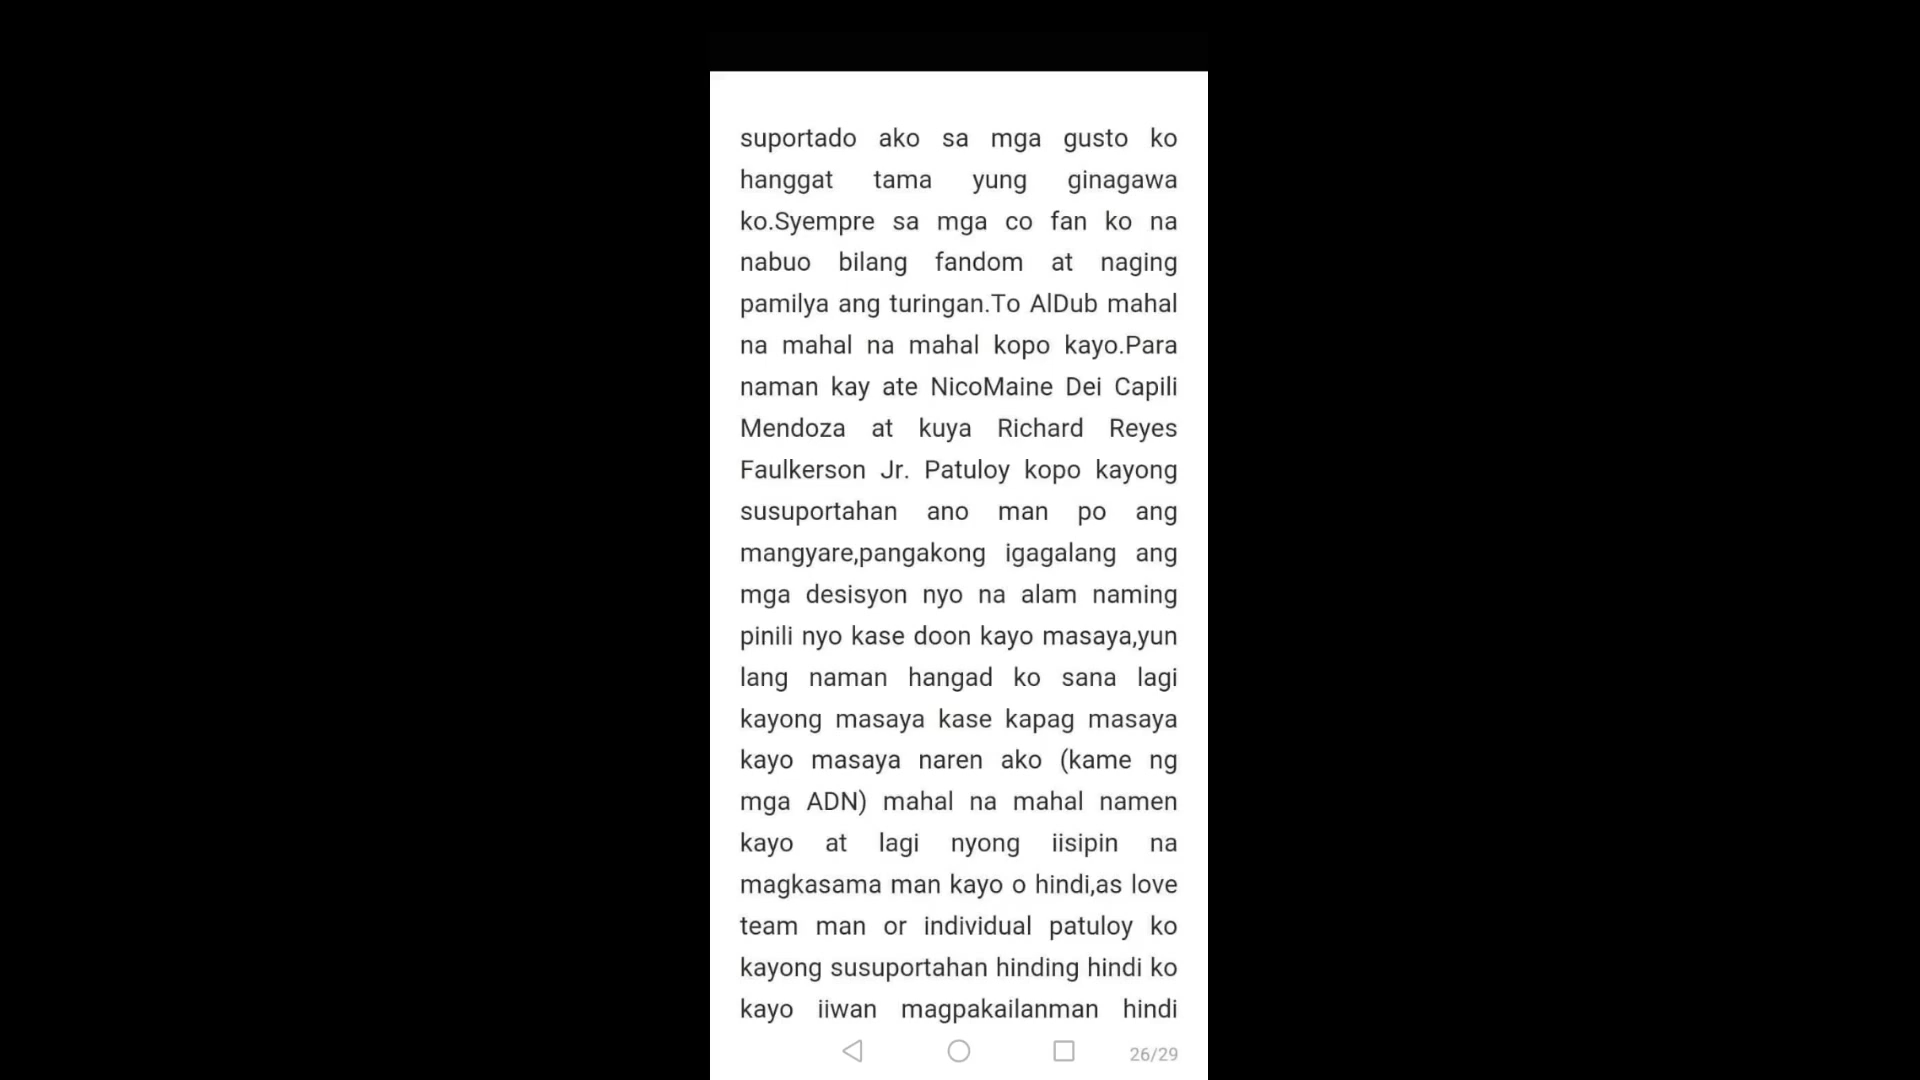 suportado ako sa mga gusto ko
hanggat tama yung ginagawa
ko.Syempre sa mga co fan ko na
nabuo bilang fandom at naging
pamilya ang turingan.To AlDub mahal
na mahal na mahal kopo kayo.Para
naman kay ate NicoMaine Dei Capili
Mendoza at kuya Richard Reyes
Faulkerson Jr. Patuloy kopo kayong
susuportahan ano man po ang
mangyare,pangakong igagalang ang
mga desisyon nyo na alam naming
pinili nyo kase doon kayo masaya,yun
lang naman hangad ko sana lagi
kayong masaya kase kapag masaya
kayo masaya naren ako (kame ng
mga ADN) mahal na mahal namen
kayo at lagi nyong iisipin na
magkasama man kayo o hindi,as love
team man or individual patuloy ko
kayong susuportahan hinding hindi ko
kayo iiwan magpakailanman hindi
26/29